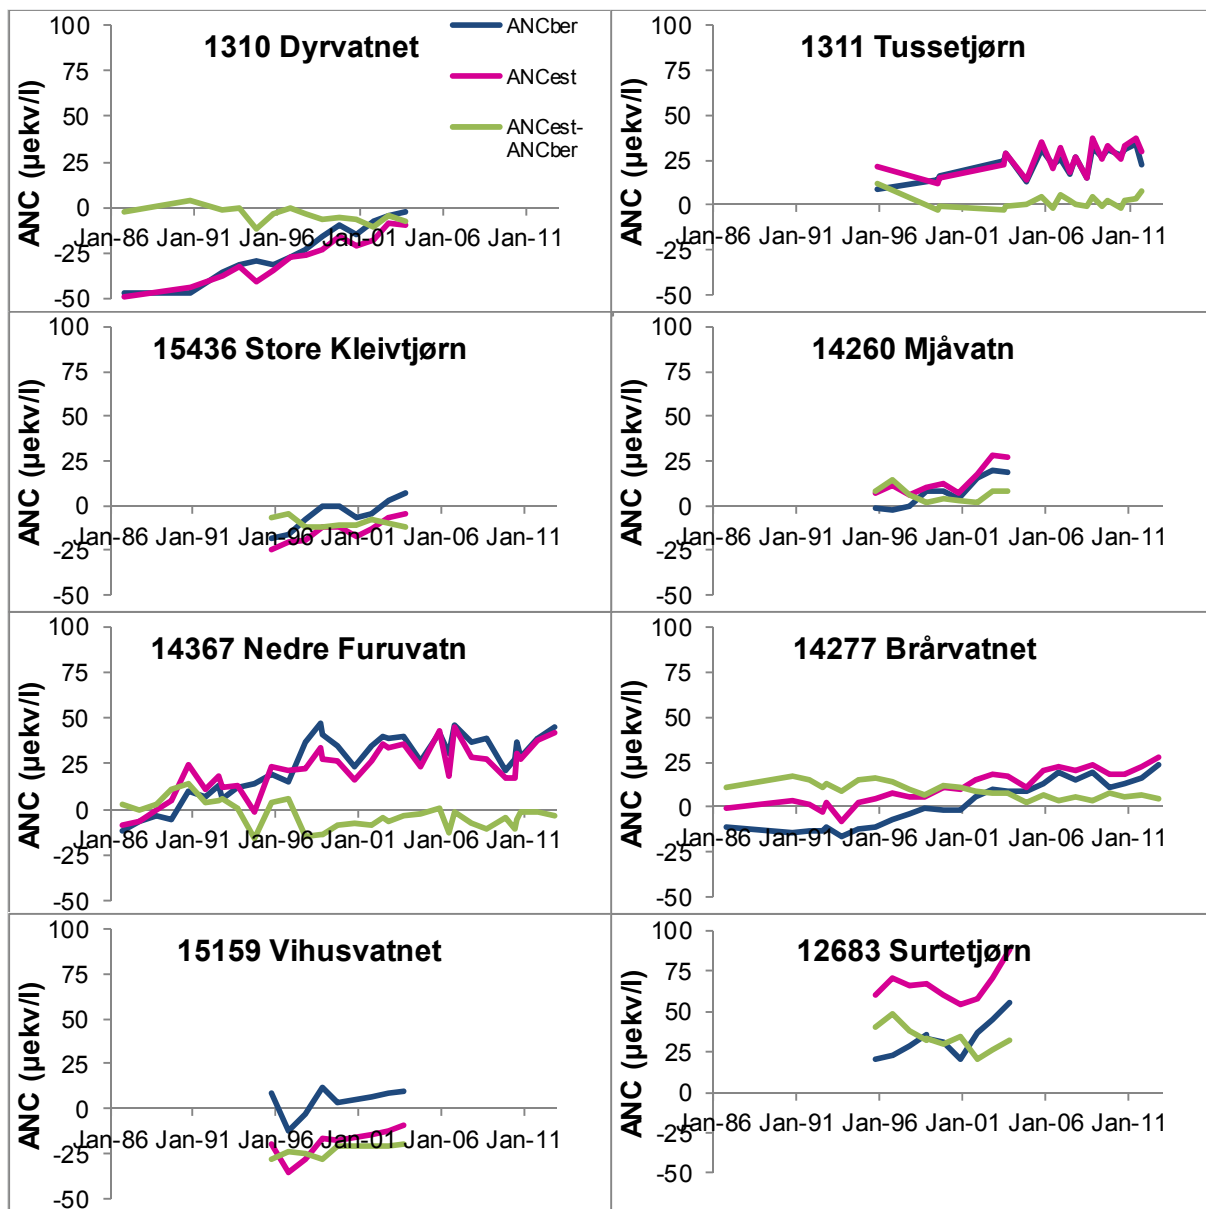 1310 Dyrvatnet
ANC (µekv/l)
100
75
50
25
0
-25
-50
Jan-86 Jan-91 Jan-96 Jan-01 Jan-06 Jan-11
ANCber
ANCest
ANCest-
ANCber
1311 Tussetjørn
ANC (µekv/l)
100
75
50
25
0
-25
-50
Jan-86 Jan-91 Jan-96 Jan-01 Jan-06 Jan-11
15436 Store Kleivtjørn
ANC (µekv/l)
100
75
50
25
0
-25
-50
Jan-86 Jan-91 Jan-96 Jan-01 Jan-06 Jan-11
14260 Mjåvatn
ANC (µekv/l)
100
75
50
25
0
-25
-50
Jan-86 Jan-91 Jan-96 Jan-01 Jan-06 Jan-11
14367 Nedre Furuvatn
ANC (µekv/l)
100
75
50
25
0
-25
-50
Jan-86 Jan-91 Jan-96 Jan-01 Jan-06 Jan-11
14277 Brårvatnet
ANC (µekv/l)
100
75
50
25
0
-25
-50
Jan-86 Jan-91 Jan-96 Jan-01 Jan-06 Jan-11
15159 Vihusvatnet
ANC (µekv/l)
100
75
50
25
0
-25
-50
Jan-86 Jan-91 Jan-96 Jan-01 Jan-06 Jan-11
12683 Surtetjørn
ANC (µekv/l)
100
75
50
25
0
-25
-50
Jan-86 Jan-91 Jan-96 Jan-01 Jan-06 Jan-11